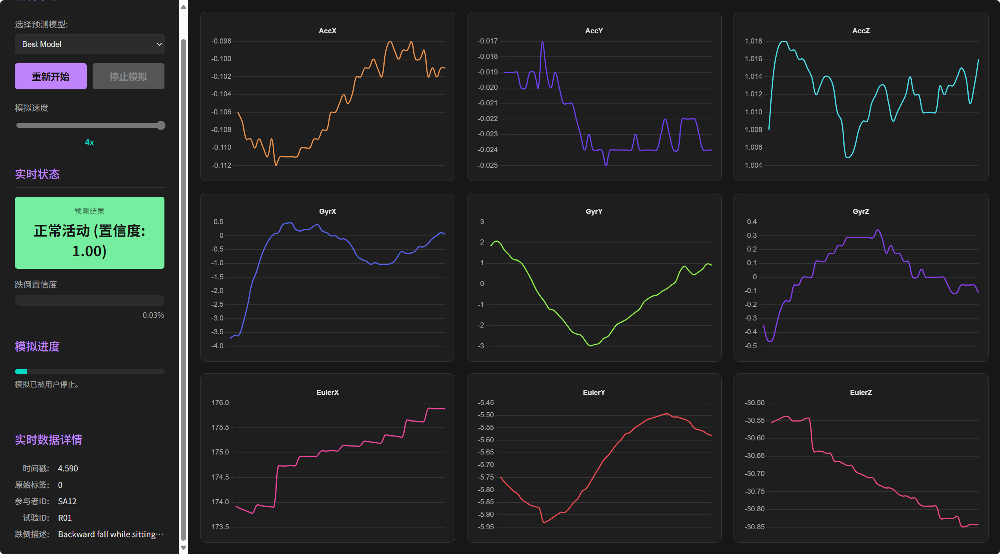 选择预测模型:
Best Model
重新开始
停止模拟
模拟速度
4x
实时状态
预测结果
正常活动 (置信度:
1.00)
跌倒置信度
0.03%
模拟进度
模拟已被用户停止。
实时数据详情
时间戳: 4.590
原始标签: 0
参与者ID: SA12
试验ID: R01
跌倒描述: Backward fall while sitting…
AccX
-0.098
-0.100
-0.102
-0.104
-0.106
-0.108
-0.110
-0.112
AccY
-0.017
-0.018
-0.019
-0.020
-0.021
-0.022
-0.023
-0.024
-0.025
AccZ
1.018
1.016
1.014
1.012
1.010
1.008
1.006
1.004
GyrX
0.5
0
-0.5
-1.0
-1.5
-2.0
-2.5
-3.0
-3.5
-4.0
GyrY
3
2
1
0
-1
-2
-3
GyrZ
0.4
0.3
0.2
0.1
0
-0.1
-0.2
-0.3
-0.4
-0.5
EulerX
176.0
175.5
175.0
174.5
174.0
173.5
EulerY
-5.45
-5.50
-5.55
-5.60
-5.65
-5.70
-5.75
-5.80
-5.85
-5.90
-5.95
EulerZ
-30.50
-30.55
-30.60
-30.65
-30.70
-30.75
-30.80
-30.85